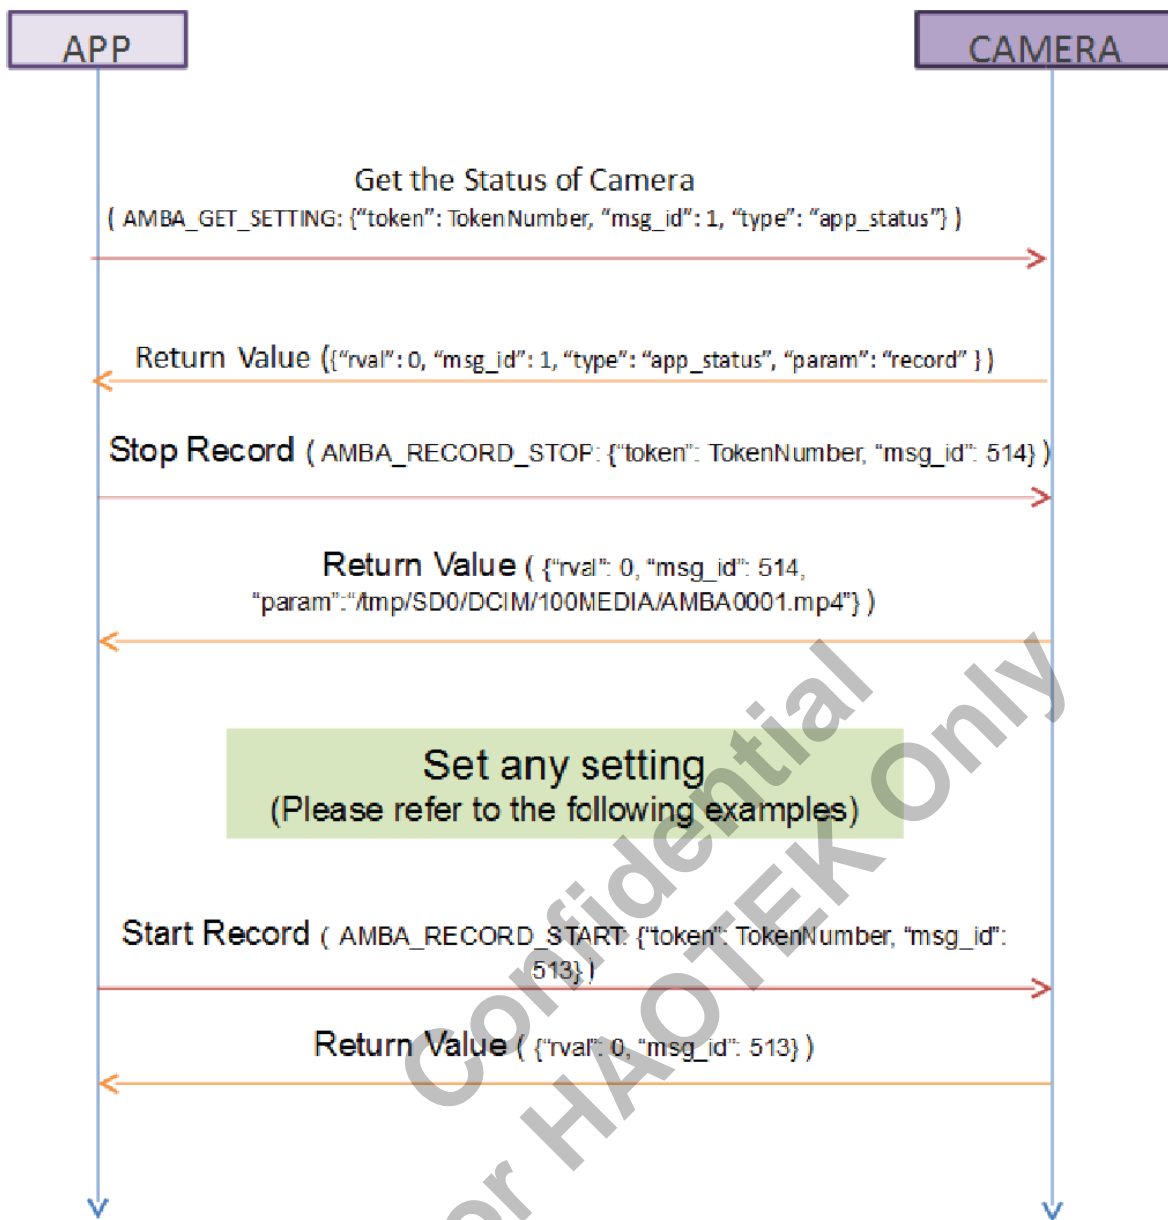 APP
CAMERA
Get the Status of Camera
( AMBA_GET_SETTING: {“token”: TokenNumber, “msg_id”: 1, “type”: “app_status”} )
Return Value ({“rval”: 0, “msg_id”: 1, “type”: “app_status”, “param”: “record” } )
Stop Record ( AMBA_RECORD_STOP: {“token”: TokenNumber, “msg_id”: 514} )
Return Value ( {“rval”: 0, “msg_id”: 514,
“param”:“/tmp/SD0/DCIM/100MEDIA/AMBA0001.mp4”} )
Set any setting
(Please refer to the following examples)
Start Record ( AMBA_RECORD_START: {“token”: TokenNumber, “msg_id”:
513} )
Return Value ( {“rval”: 0, “msg_id”: 513} )
Confidential
or HAOTEK Only